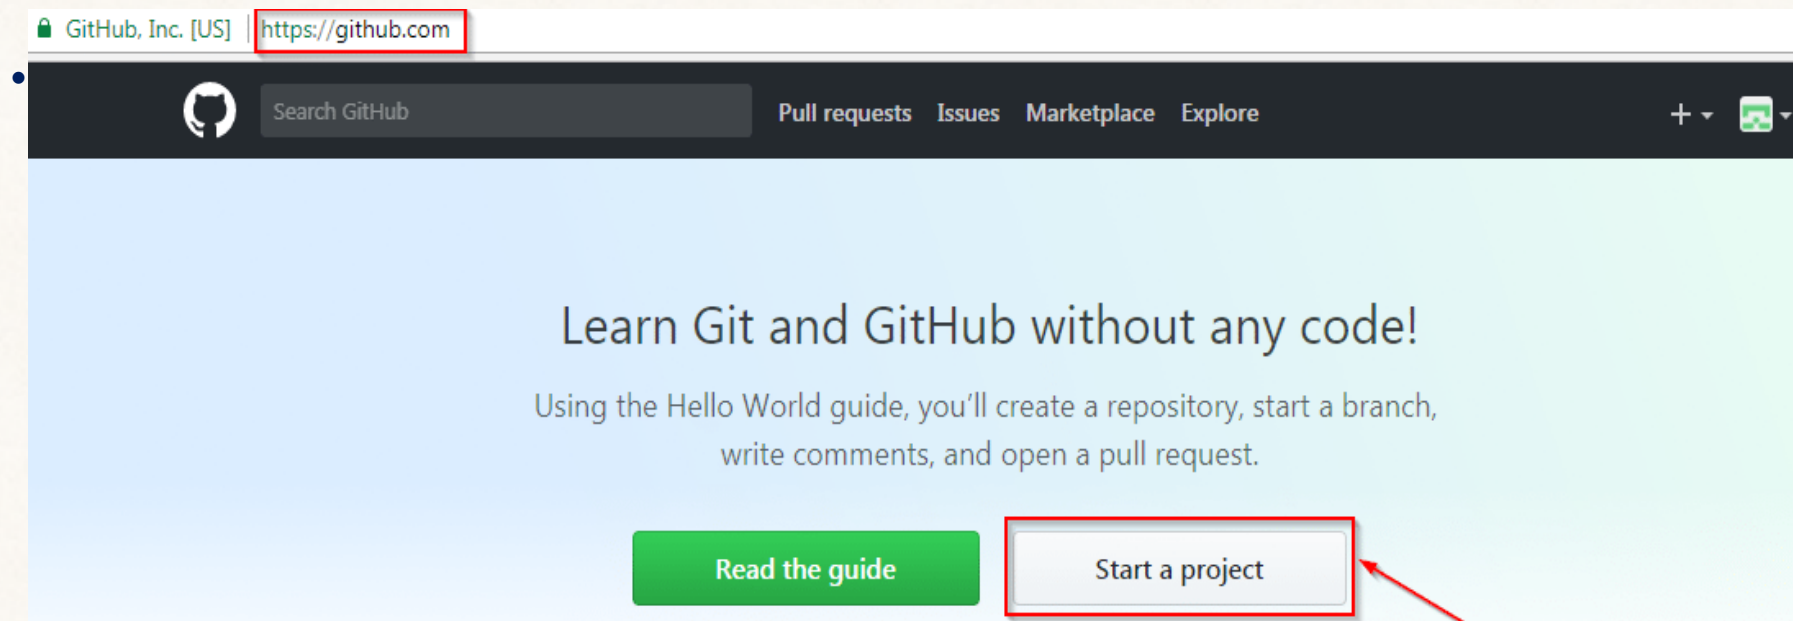 GitHub, Inc. [US] https://github.com
Search GitHub Pull requests Issues Marketplace Explore
Learn Git and GitHub without any code!
Using the Hello World guide, you’ll create a repository, start a branch,
write comments, and open a pull request.
Read the guide Start a project